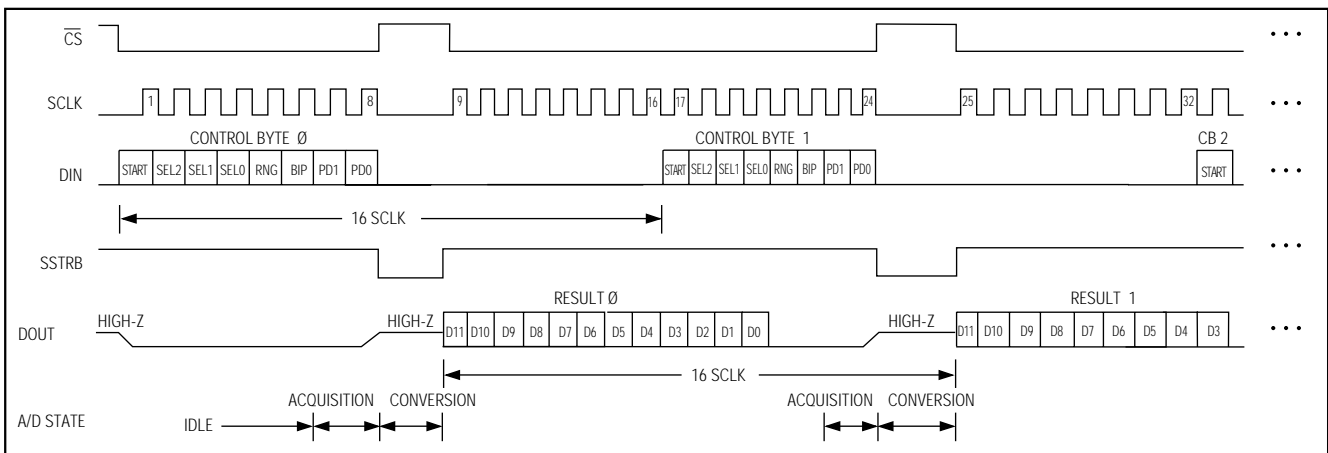 CS ...
SCLK 1 8 9 16 17 24 25 32 ...
CONTROL BYTE Ø CONTROL BYTE 1 CB 2
DIN START SEL2 SEL1 SEL0 RNG BIP PD1 PD0 START SEL2 SEL1 SEL0 RNG BIP PD1 PD0 START ...
16 SCLK
SSTRB ...
RESULT Ø RESULT 1
HIGH-Z HIGH-Z HIGH-Z
DOUT D11 D10 D9 D8 D7 D6 D5 D4 D3 D2 D1 D0 D11 D10 D9 D8 D7 D6 D5 D4 D3 ...
16 SCLK
ACQUISITION CONVERSION ACQUISITION CONVERSION
A/D STATE IDLE